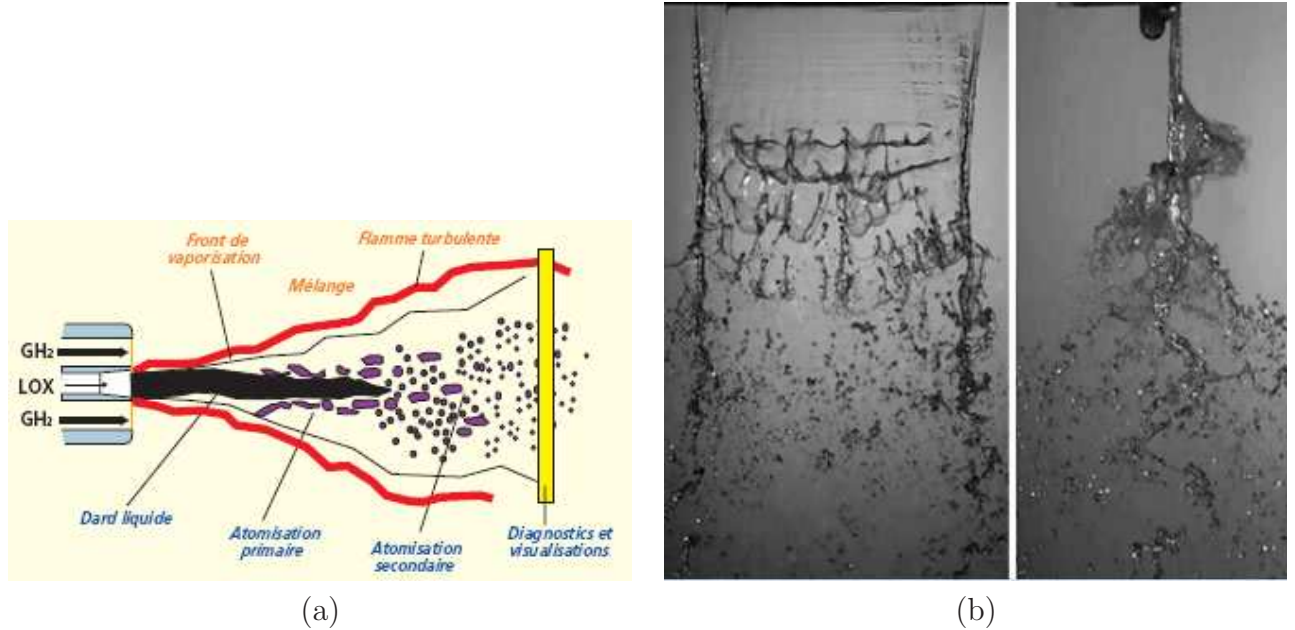 Front de
vaporisation
Flamme turbulente
Mélange
GH₂
LOX
GH₂
Dard liquide
Atomisation
primaire
Atomisation
secondaire
Diagnostics et
visualisations
(a)
(b)